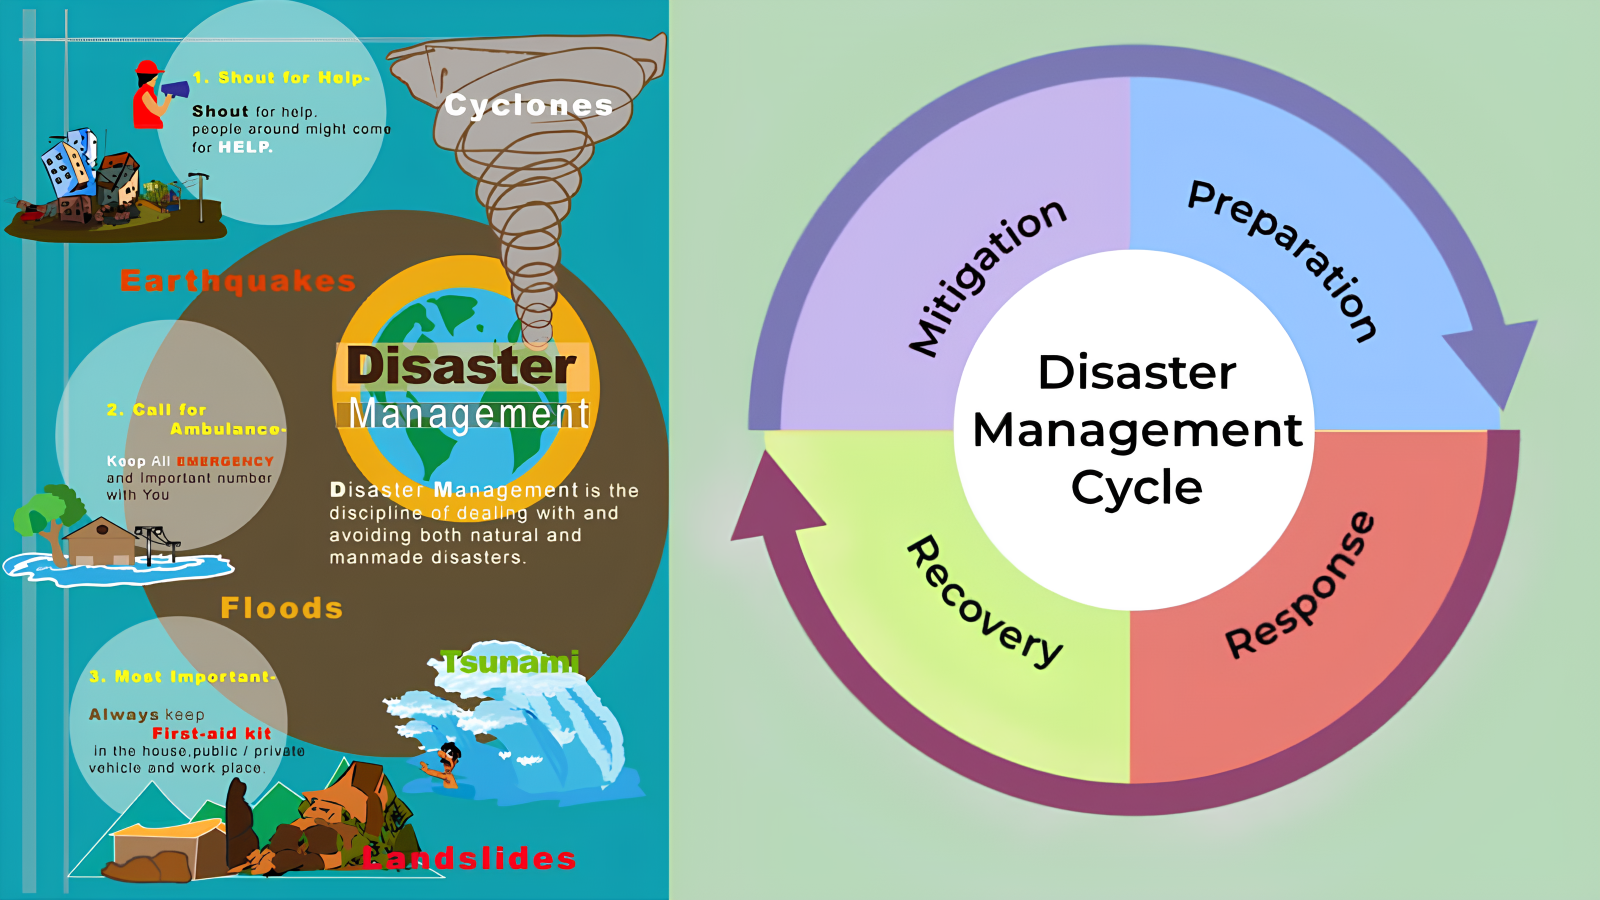 1. Shout for Help-
Shout for help.
people around might come
for HELP.
Cyclones
Earthquakes
Disaster
Management
2. Call for
Ambulance-
Keep All EMERGENCY
and Important number
with You
Disaster Management is the
discipline of dealing with and
avoiding both natural and
manmade disasters.
Floods
Tsunami
3. Most Important-
Always keep
First-aid kit
in the house,public / private
vehicle and work place.
Landslides
Mitigation
Preparation
Disaster
Management
Cycle
Recovery
Response